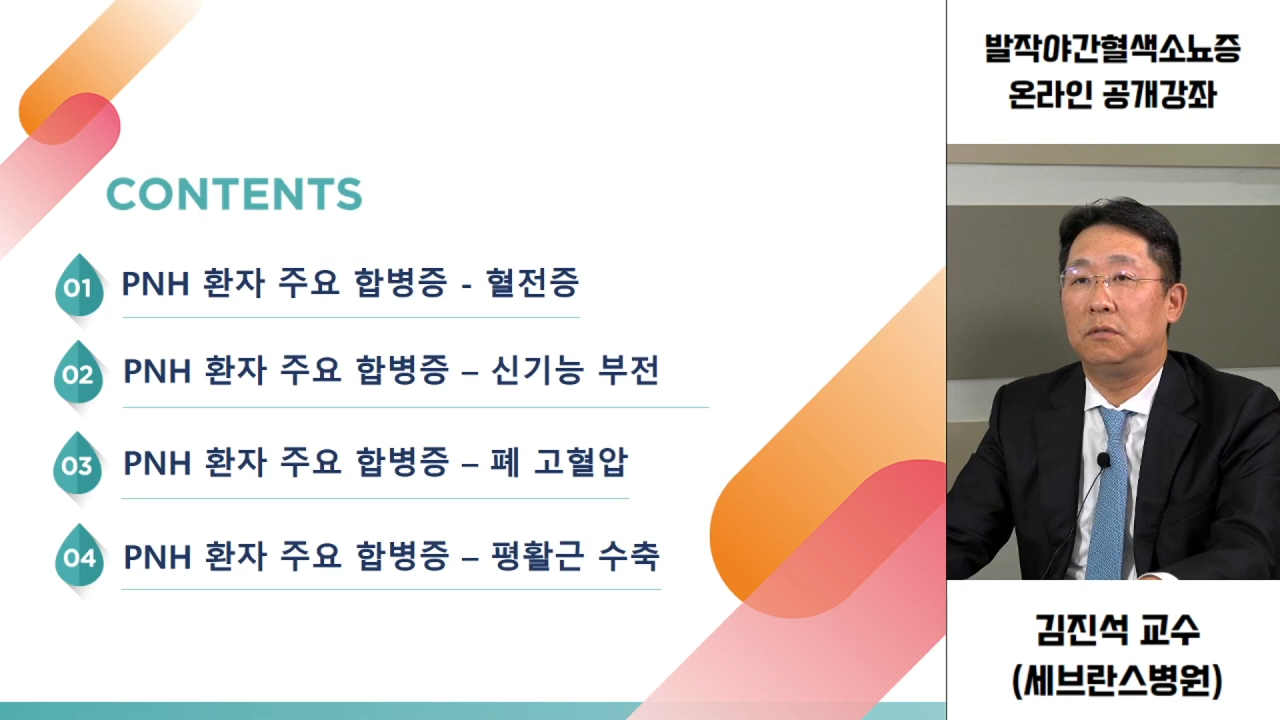 CONTENTS
01 PNH 환자 주요 합병증 - 혈전증
02 PNH 환자 주요 합병증 – 신기능 부전
03 PNH 환자 주요 합병증 – 폐 고혈압
04 PNH 환자 주요 합병증 – 평활근 수축
발작야간혈색소뇨증
온라인 공개강좌
김진석 교수
(세브란스병원)